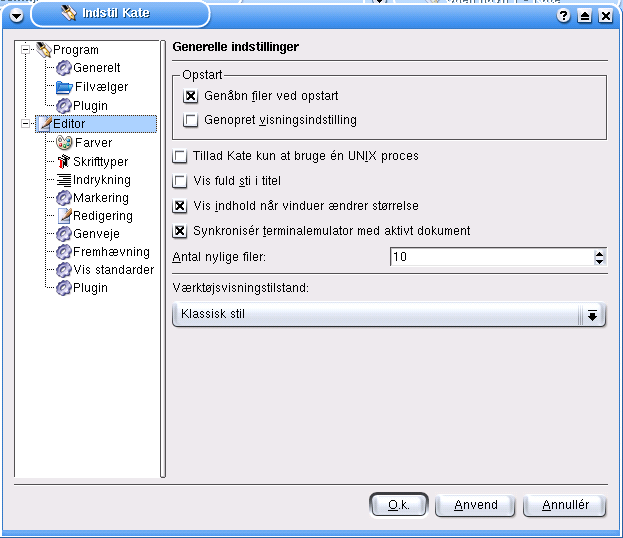 Indstil Kate
Program
Generelt
Filvælger
Plugin
Editor
Farver
Skrifttyper
Indrykning
Markering
Redigering
Genveje
Fremhævning
Vis standarder
Plugin
Generelle indstillinger
Opstart
Genåbn filer ved opstart
Genopret visningsindstilling
Tillad Kate kun at bruge én UNIX proces
Vis fuld sti i titel
Vis indhold når vinduer ændrer størrelse
Synkronisér terminalemulator med aktivt dokument
Antal nylige filer: 10
Værktøjsvisningstilstand:
Klassisk stil
O.k. Anvend Annullér